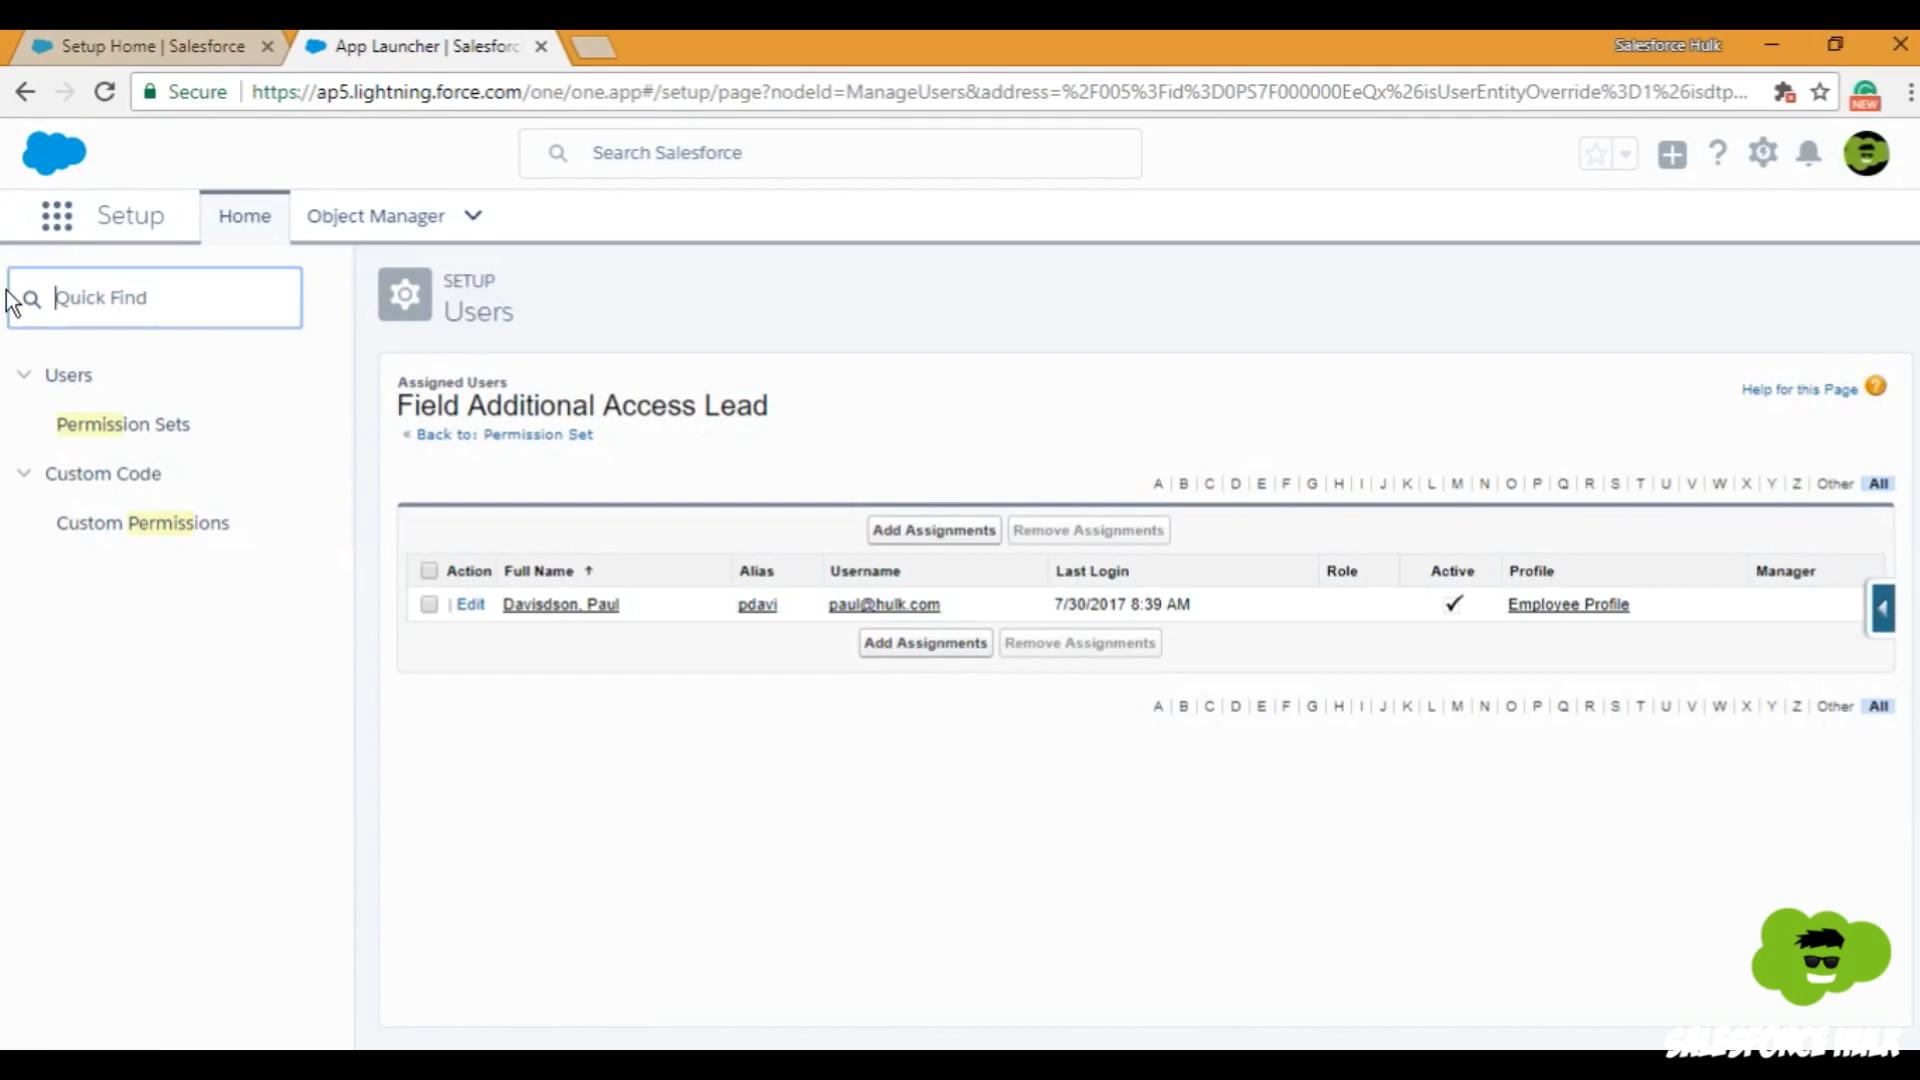 Setup Home | Salesforce
App Launcher | Salesforc
Salesforce Hulk
Secure
https://ap5.lightning.force.com/one/one.app#/setup/page?nodeId=ManageUsers&address=%2F005%3Fid%3D0PS7F000000EeQx%26isUserEntityOverride%3D1%26isdtp...
NEW
Search Salesforce
Setup
Home
Object Manager
Quick Find
SETUP
Users
Users
Permission Sets
Custom Code
Custom Permissions
Assigned Users
Field Additional Access Lead
« Back to: Permission Set
Help for this Page ?
A | B | C | D | E | F | G | H | I | J | K | L | M | N | O | P | Q | R | S | T | U | V | W | X | Y | Z | Other All
Add Assignments Remove Assignments
Action Full Name ↑ Alias Username Last Login Role Active Profile Manager
| Edit Davisdson, Paul pdavi paul@hulk.com 7/30/2017 8:39 AM ✓ Employee Profile
Add Assignments Remove Assignments
A | B | C | D | E | F | G | H | I | J | K | L | M | N | O | P | Q | R | S | T | U | V | W | X | Y | Z | Other All
SALESFORCE HULK